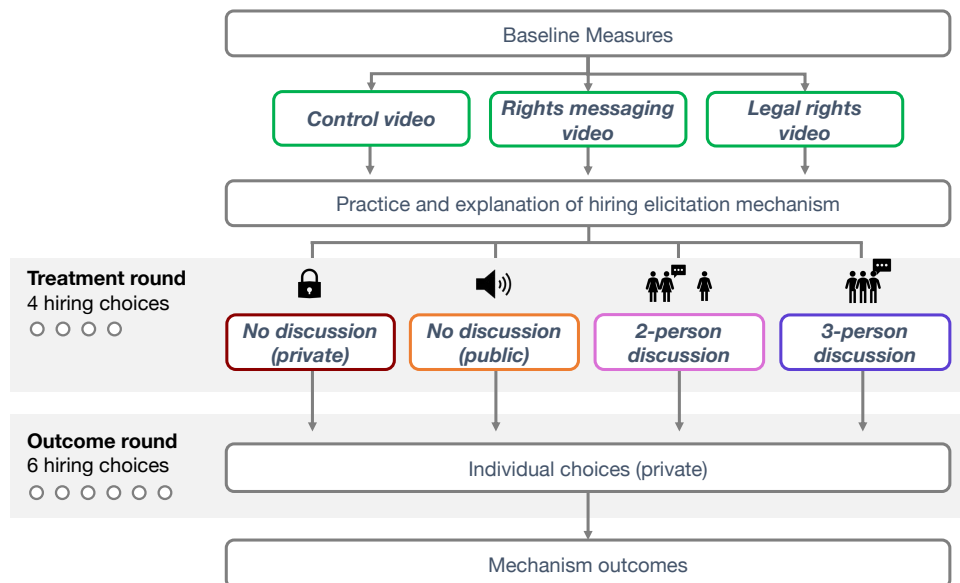 Baseline Measures
Control video
Rights messaging
video
Legal rights
video
Practice and explanation of hiring elicitation mechanism
Treatment round
4 hiring choices
No discussion
(private)
No discussion
(public)
2-person
discussion
3-person
discussion
Outcome round
6 hiring choices
Individual choices (private)
Mechanism outcomes